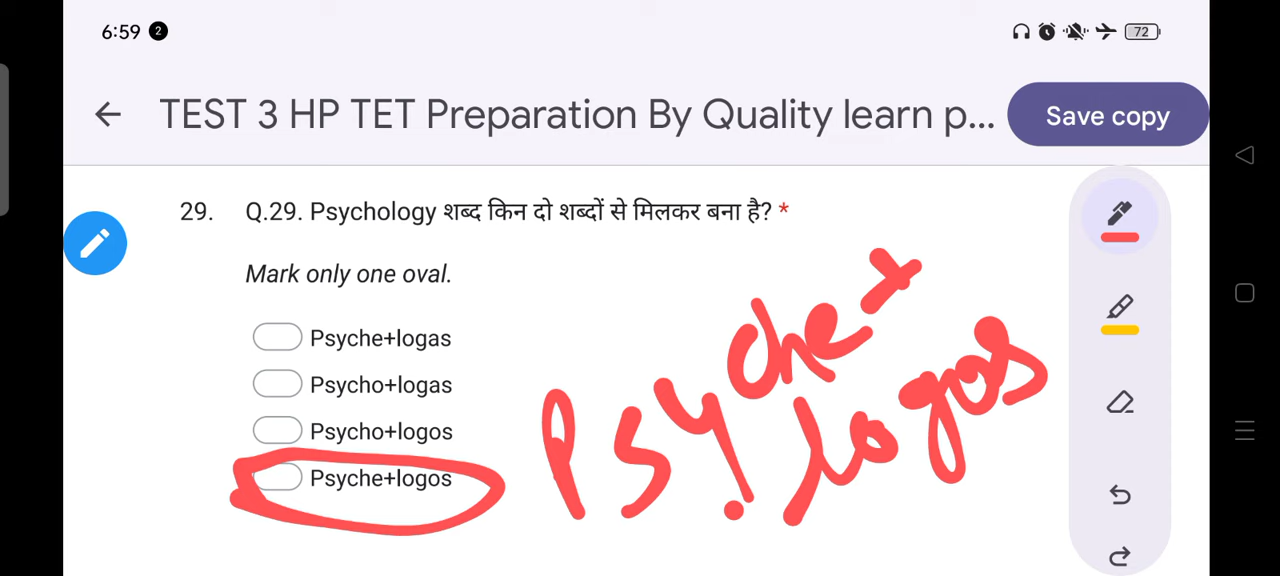 6:59 2 72
TEST 3 HP TET Preparation By Quality learn p... Save copy
29. Q.29. Psychology शब्द किन दो शब्दों से मिलकर बना है? *
Mark only one oval.
Psyche+logas
Psycho+logas
Psycho+logos
Psyche+logos
Psyche+
logos